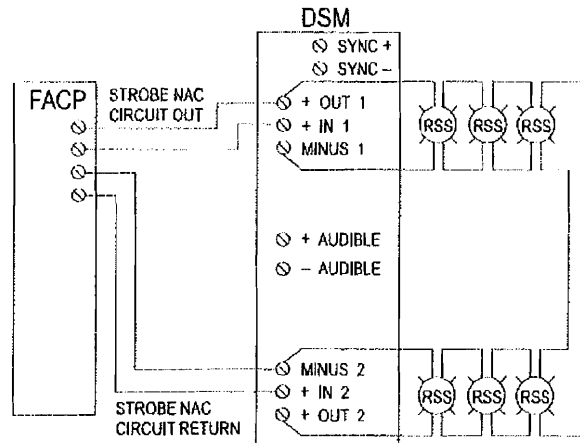 DSM
SYNC +
SYNC –
FACP
STROBE NAC
CIRCUIT OUT
+ OUT 1
+ IN 1
MINUS 1
RSS RSS RSS
+ AUDIBLE
– AUDIBLE
MINUS 2
+ IN 2
+ OUT 2
RSS RSS RSS
STROBE NAC
CIRCUIT RETURN